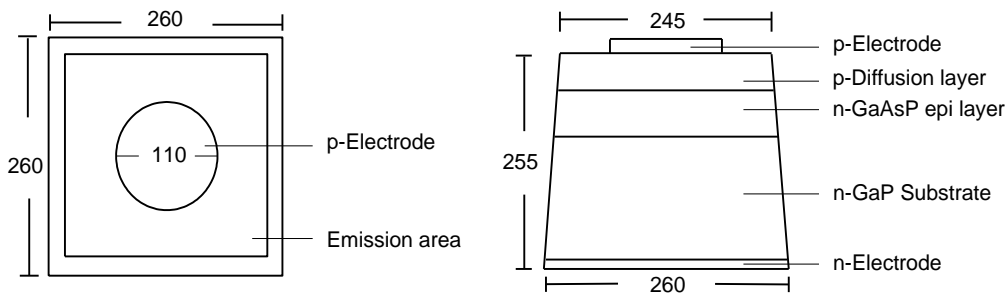 260
260
110
p-Electrode
Emission area
245
p-Electrode
p-Diffusion layer
n-GaAsP epi layer
255
n-GaP Substrate
n-Electrode
260